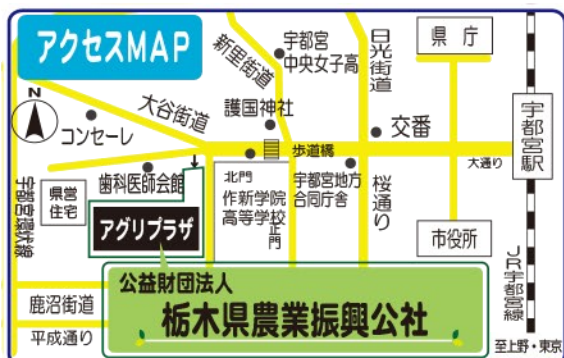 アクセスMAP
新里街道
宇都宮
中央女子高
日光街道
県庁
N
大谷街道
コンセーレ
護国神社
交番
宇都宮駅
歩道橋
大通り
歯科医師会館
北門
作新学院
高等学校
正門
宇都宮地方
合同庁舎
桜通り
宇都宮環状線
県営
住宅
アグリプラザ
市役所
JR宇都宮線
公益財団法人
栃木県農業振興公社
鹿沼街道
平成通り
至上野・東京